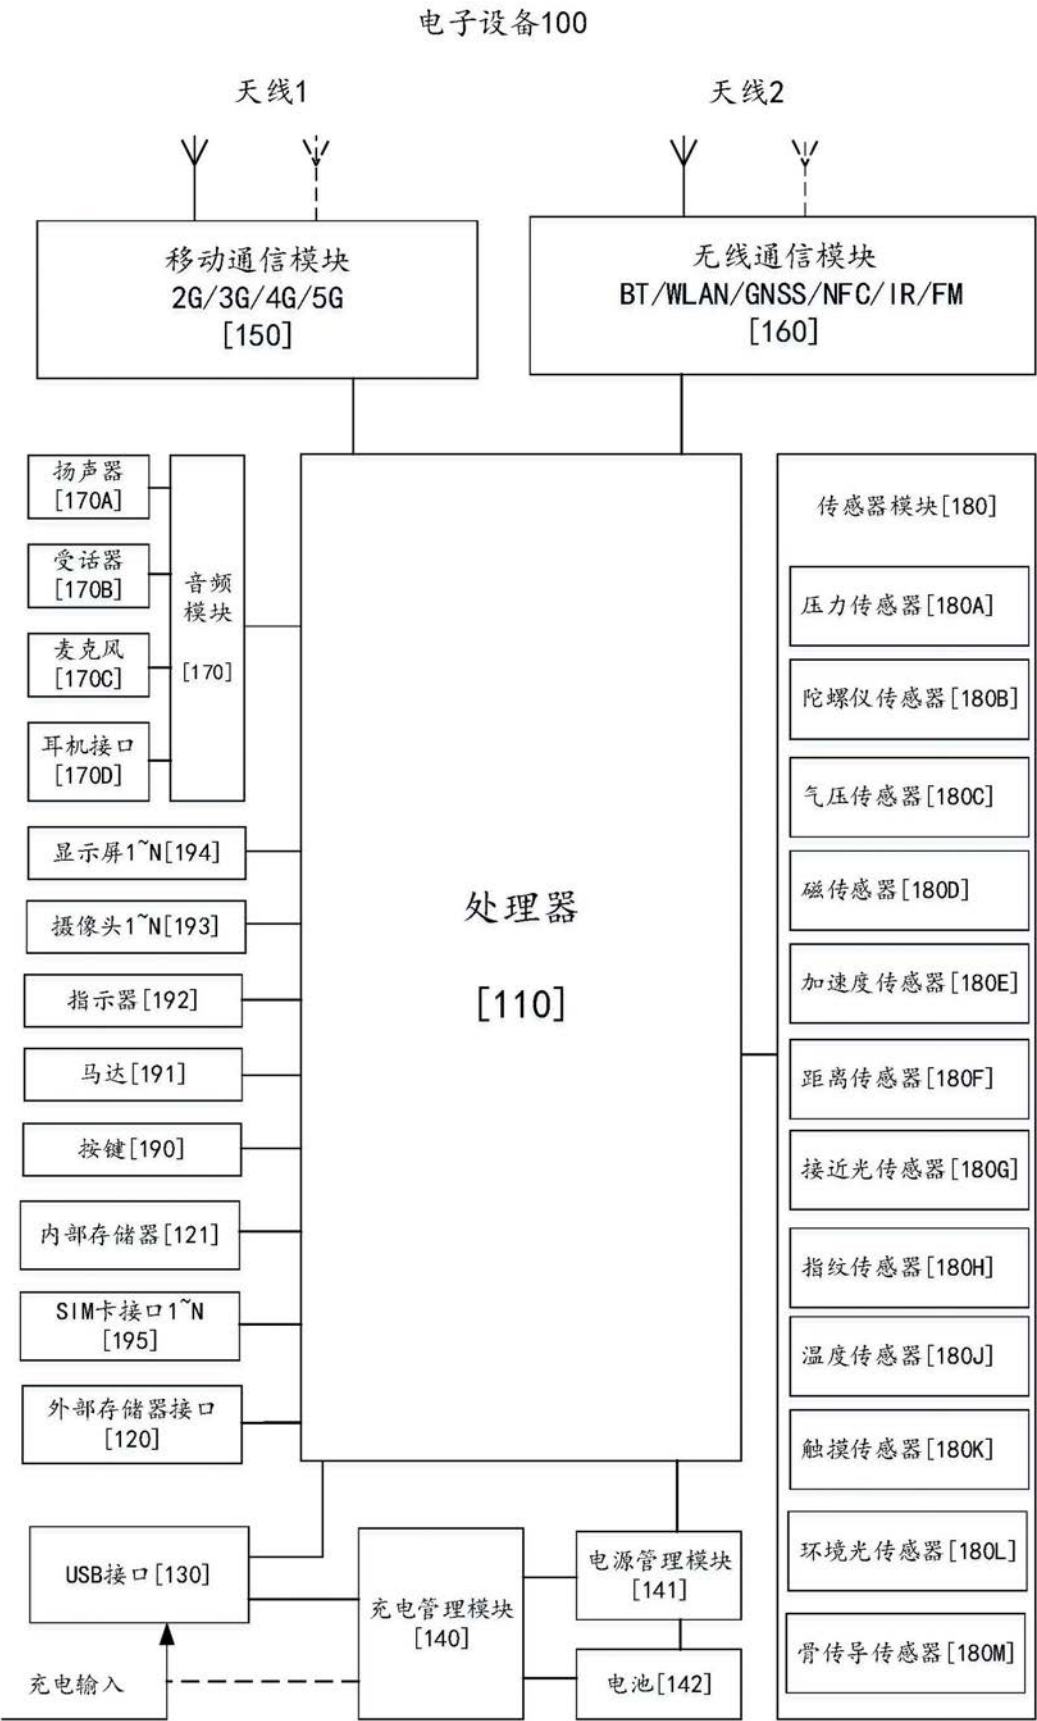 电子设备100
天线1
天线2
移动通信模块
2G/3G/4G/5G
[150]
无线通信模块
BT/WLAN/GNSS/NFC/IR/FM
[160]
扬声器
[170A]
受话器
[170B]
麦克风
[170C]
耳机接口
[170D]
音频
模块
[170]
显示屏1~N[194]
摄像头1~N[193]
指示器[192]
马达[191]
按键[190]
内部存储器[121]
SIM卡接口1~N
[195]
外部存储器接口
[120]
处理器
[110]
传感器模块[180]
压力传感器[180A]
陀螺仪传感器[180B]
气压传感器[180C]
磁传感器[180D]
加速度传感器[180E]
距离传感器[180F]
接近光传感器[180G]
指纹传感器[180H]
温度传感器[180J]
触摸传感器[180K]
环境光传感器[180L]
骨传导传感器[180M]
USB接口[130]
充电输入
充电管理模块
[140]
电源管理模块
[141]
电池[142]